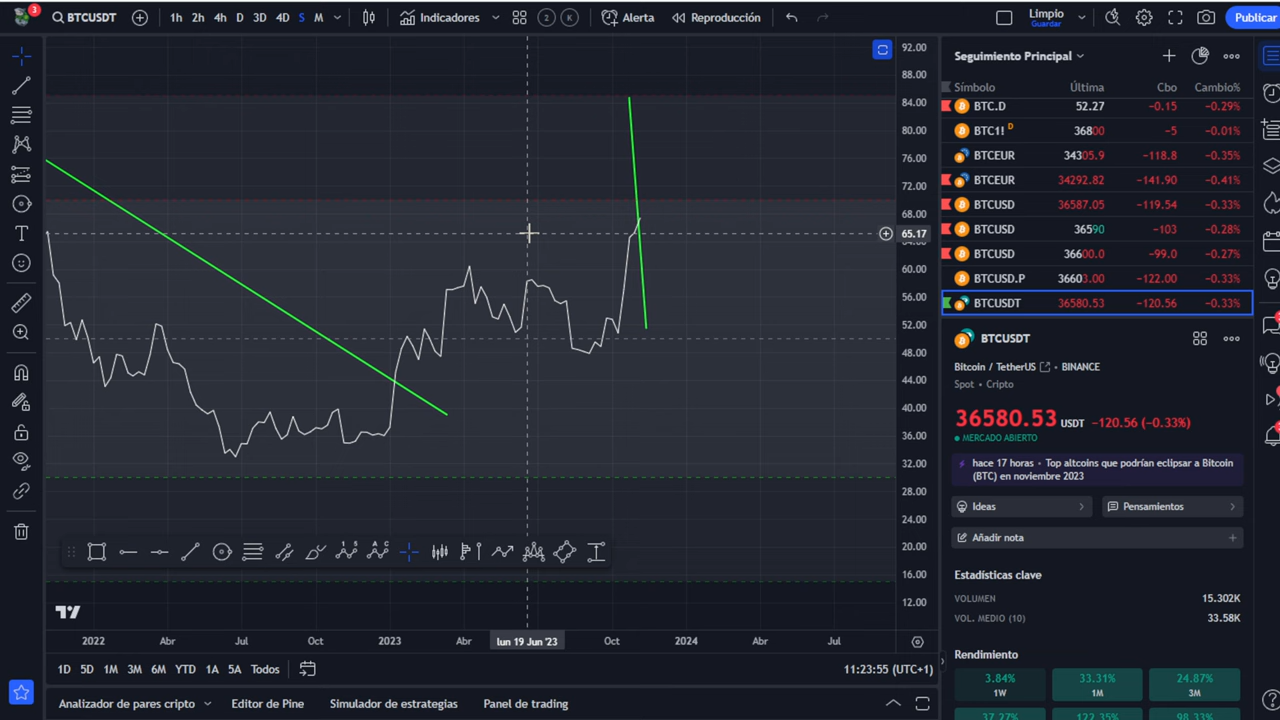 3
BTCUSDT 1h 2h 4h D 3D 4D S M Indicadores 2 K Alerta Reproducción Limpio Guardar Publicar
92.00
88.00
84.00
80.00
76.00
72.00
68.00
65.17
60.00
56.00
52.00
48.00
44.00
40.00
36.00
32.00
28.00
24.00
20.00
16.00
12.00
1 S A C
2022 Abr Jul Oct 2023 Abr lun 19 Jun '23 Oct 2024 Abr Jul
1D 5D 1M 3M 6M YTD 1A 5A Todos 11:23:55 (UTC+1)
Analizador de pares cripto Editor de Pine Simulador de estrategias Panel de trading
Seguimiento Principal
Símbolo Última Cbo Cambio%
BTC.D 52.27 −0.15 −0.29%
BTC1! D 36800 −5 −0.01%
BTCEUR 34305.9 −118.8 −0.35%
BTCEUR 34292.82 −141.90 −0.41%
BTCUSD 36587.05 −119.54 −0.33%
BTCUSD 36590 −103 −0.28%
BTCUSD 36600.0 −99.0 −0.27%
BTCUSD.P 36603.00 −122.00 −0.33%
BTCUSDT 36580.53 −120.56 −0.33%
BTCUSDT
Bitcoin / TetherUS • BINANCE
Spot • Cripto
36580.53 USDT −120.56 (−0.33%)
MERCADO ABIERTO
hace 17 horas • Top altcoins que podrían eclipsar a Bitcoin
(BTC) en noviembre 2023
Ideas Pensamientos
Añadir nota
Estadísticas clave
VOLUMEN 15.302K
VOL. MEDIO (10) 33.58K
Rendimiento
3.84% 33.31% 24.87%
1W 1M 3M
37.27% 122.35% 98.33%